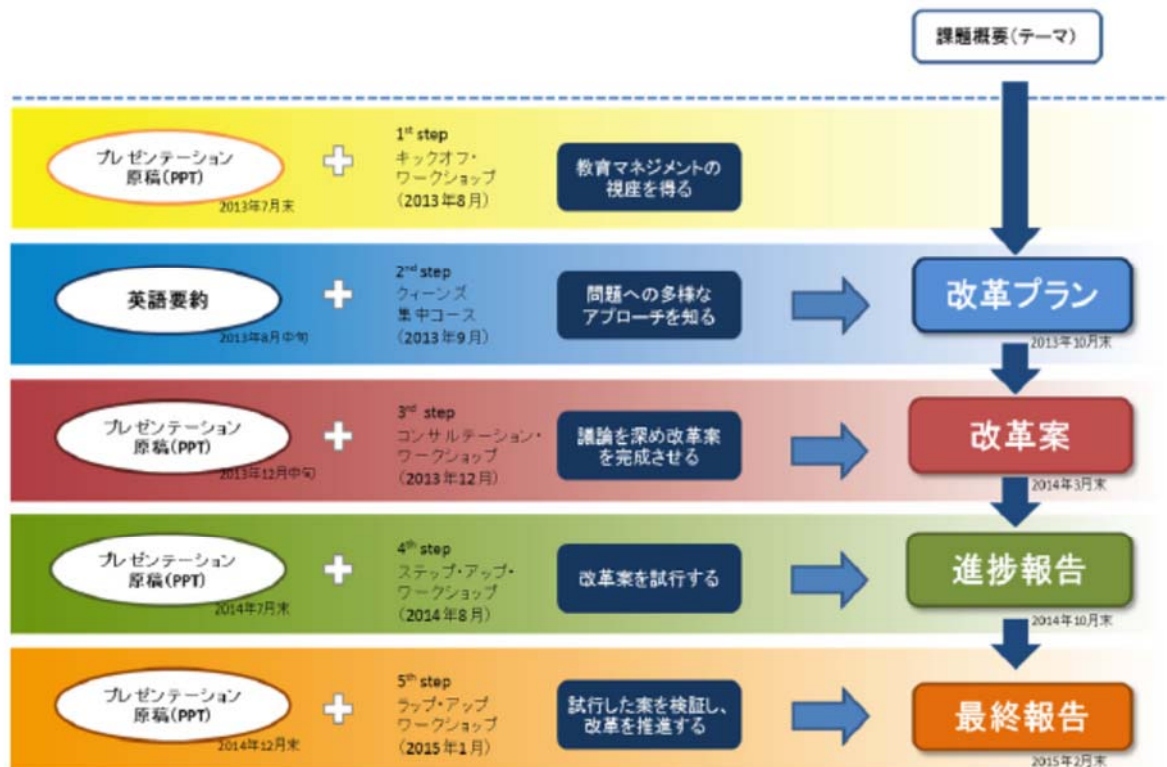 課題概要(テーマ)
プレゼンテーション
原稿(PPT)
2013年7月末
1st step
キックオフ・
ワークショップ
(2013年8月)
教育マネジメントの
視座を得る
英語要約
2013年8月中旬
2nd step
クィーンズ
集中コース
(2013年9月)
問題への多様な
アプローチを知る
改革プラン
2013年10月末
プレゼンテーション
原稿(PPT)
2013年12月中旬
3rd step
コンサルテーション・
ワークショップ
(2013年12月)
議論を深め改革案
を完成させる
改革案
2014年3月末
プレゼンテーション
原稿(PPT)
2014年7月末
4th step
ステップ・アップ・
ワークショップ
(2014年8月)
改革案を試行する
進捗報告
2014年10月末
プレゼンテーション
原稿(PPT)
2014年12月末
5th step
ラップ・アップ
ワークショップ
(2015年1月)
試行した案を検証し、
改革を推進する
最終報告
2015年2月末